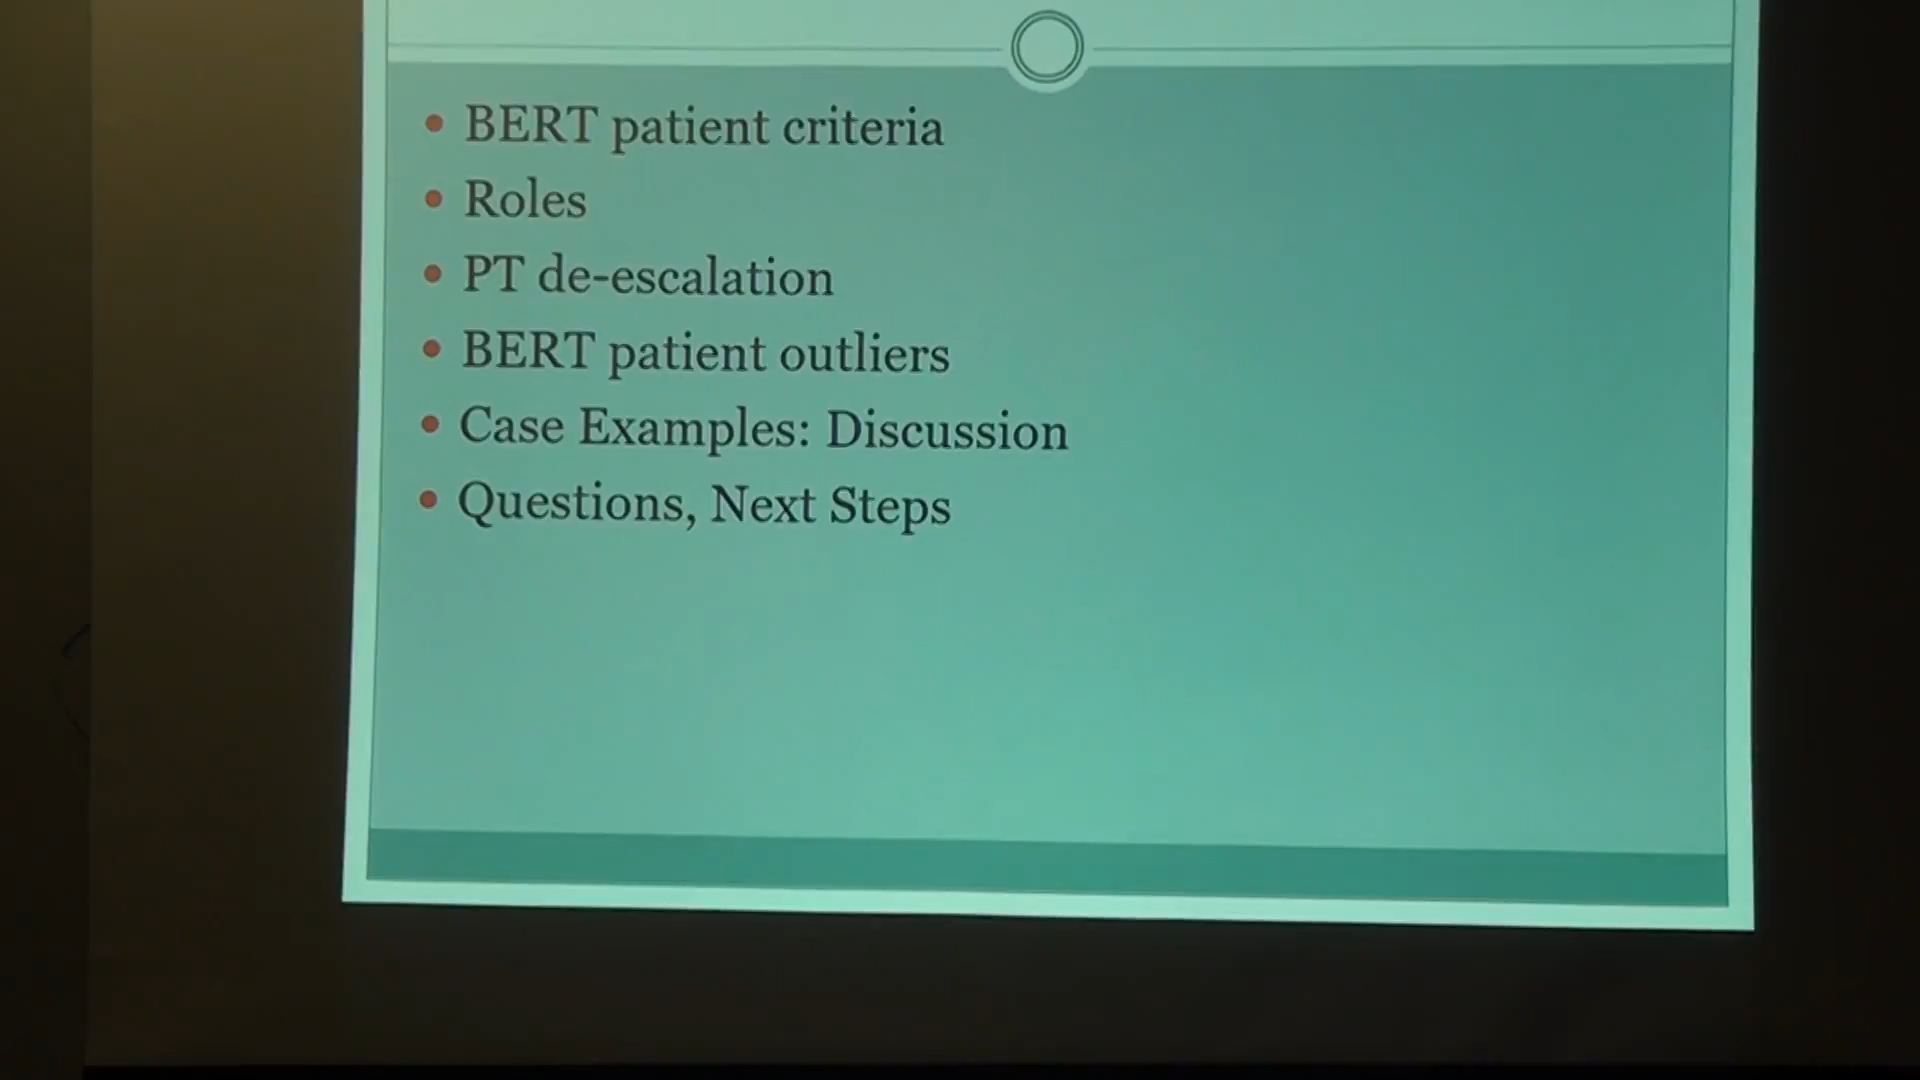 • BERT patient criteria
• Roles
• PT de-escalation
• BERT patient outliers
• Case Examples: Discussion
• Questions, Next Steps